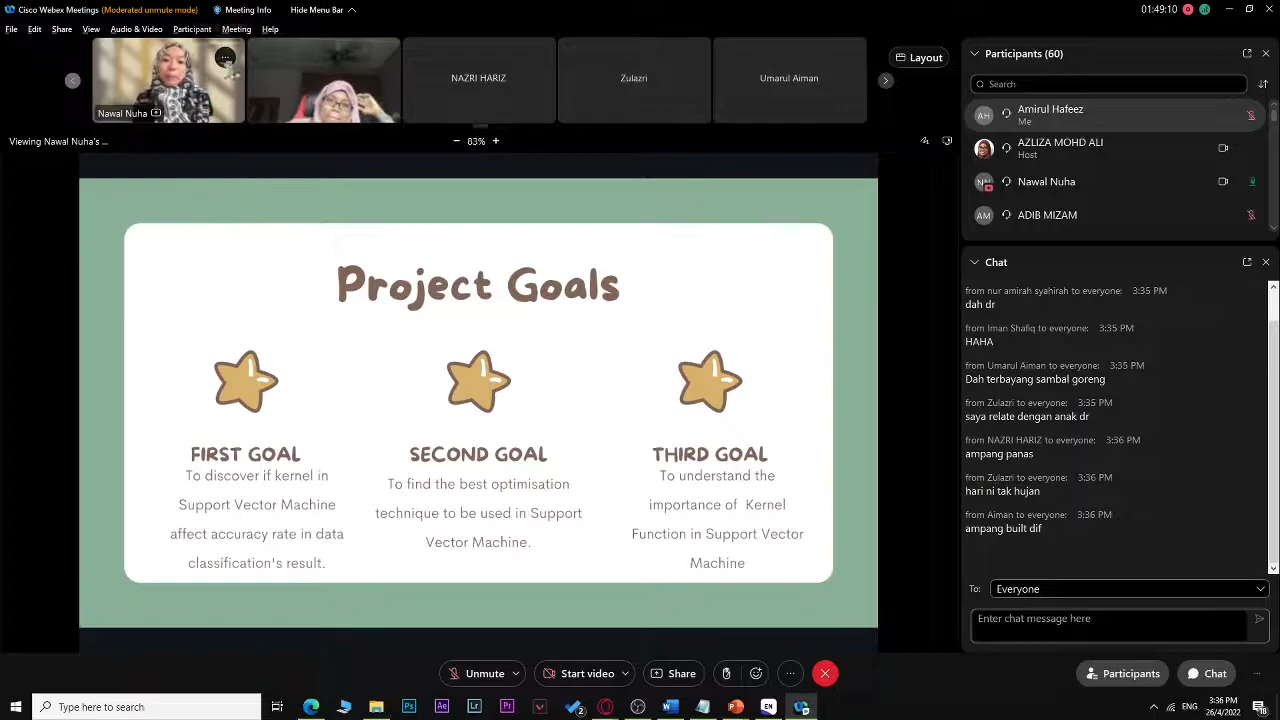 Cisco Webex Meetings (Moderated unmute mode) Meeting Info Hide Menu Bar 01:49:10
File Edit Share View Audio & Video Participant Meeting Help
Nawal Nuha
NAZRI HARIZ
Zulazri
Umarul Aiman
Layout
Viewing Nawal Nuha's ...
− 83% +
Project Goals
FIRST GOAL
To discover if kernel in
Support Vector Machine
affect accuracy rate in data
classification's result.
SECOND GOAL
To find the best optimisation
technique to be used in Support
Vector Machine.
THIRD GOAL
To understand the
importance of Kernel
Function in Support Vector
Machine
Participants (60)
Search
AH Amirul Hafeez
Me
AZLIZA MOHD ALI
Host
NN Nawal Nuha
AM ADIB MIZAM
Chat
from nur amirah syahirah to everyone: 3:35 PM
dah dr
from Iman Shafiq to everyone: 3:35 PM
HAHA
from Umarul Aiman to everyone: 3:35 PM
Dah terbayang sambal goreng
from Zulazri to everyone: 3:35 PM
saya relate dengan anak dr
from NAZRI HARIZ to everyone: 3:36 PM
ampang panas
from Zulazri to everyone: 3:36 PM
hari ni tak hujan
from Aiman to everyone: 3:36 PM
ampang built dif
To: Everyone
Enter chat message here
Unmute Start video Share Participants Chat
Type here to search
Ps Ae Lr Pr EN
ENG
3:36 PM
26/4/2022